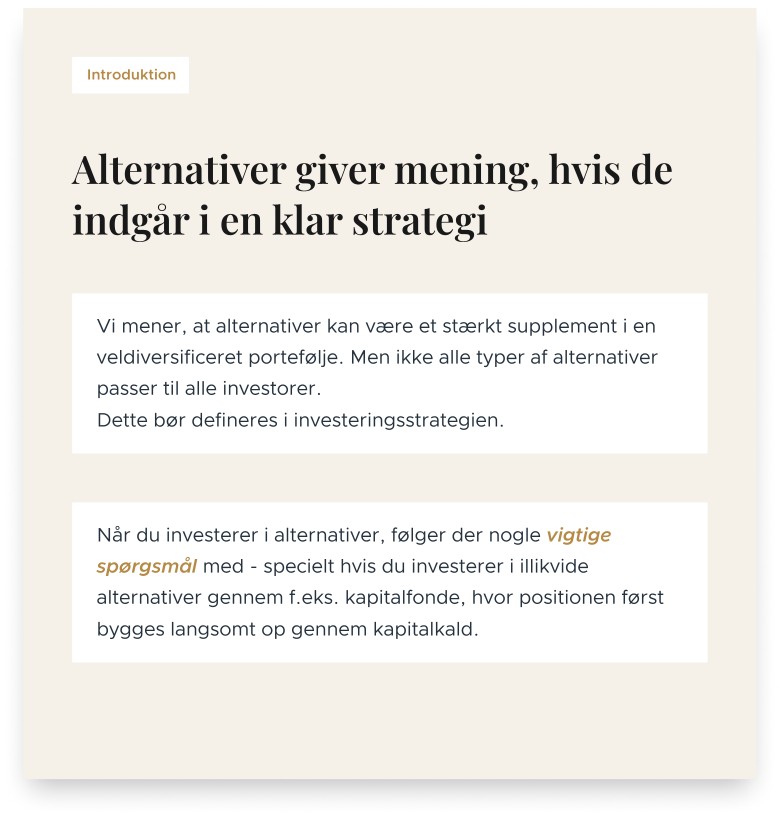 Introduktion
Alternativer giver mening, hvis de
indgår i en klar strategi
Vi mener, at alternativer kan være et stærkt supplement i en
veldiversificeret portefølje. Men ikke alle typer af alternativer
passer til alle investorer.
Dette bør defineres i investeringsstrategien.
Når du investerer i alternativer, følger der nogle vigtige
spørgsmål med - specielt hvis du investerer i illikvide
alternativer gennem f.eks. kapitalfonde, hvor positionen først
bygges langsomt op gennem kapitalkald.